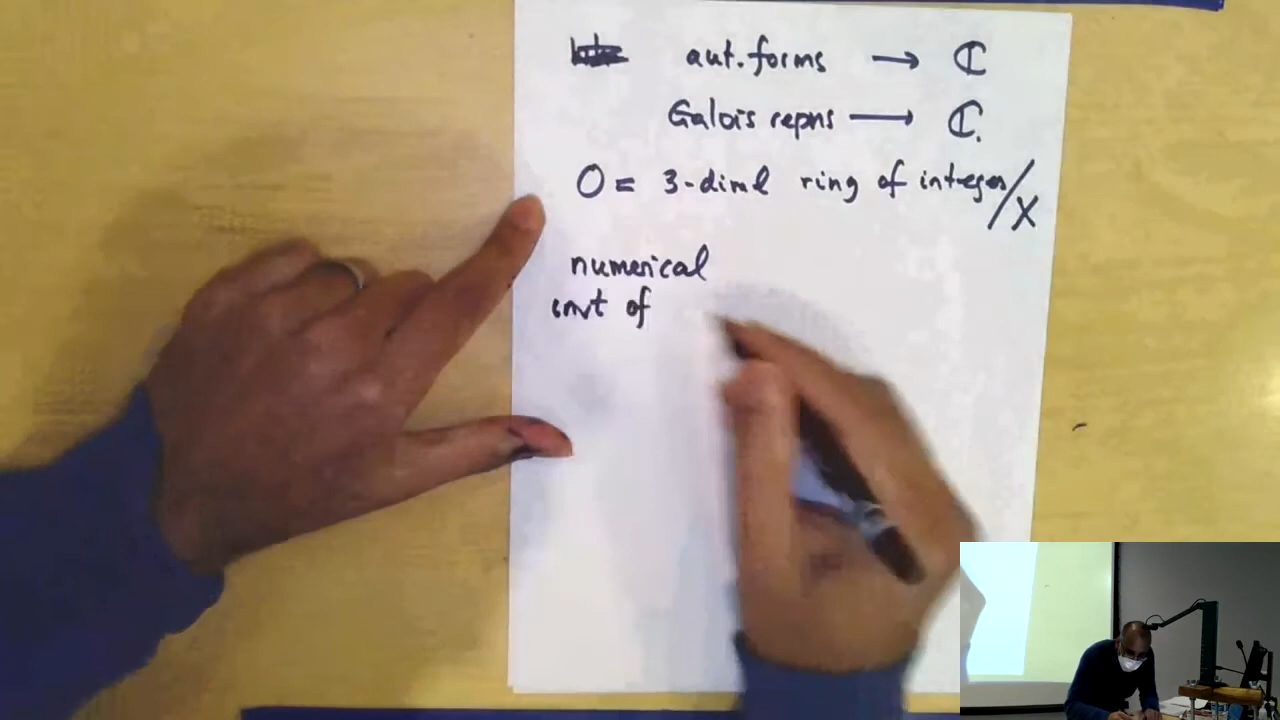 aut. forms → ℂ
Galois repns → ℂ.
O = 3-diml ring of integers/X
numerical
invt of